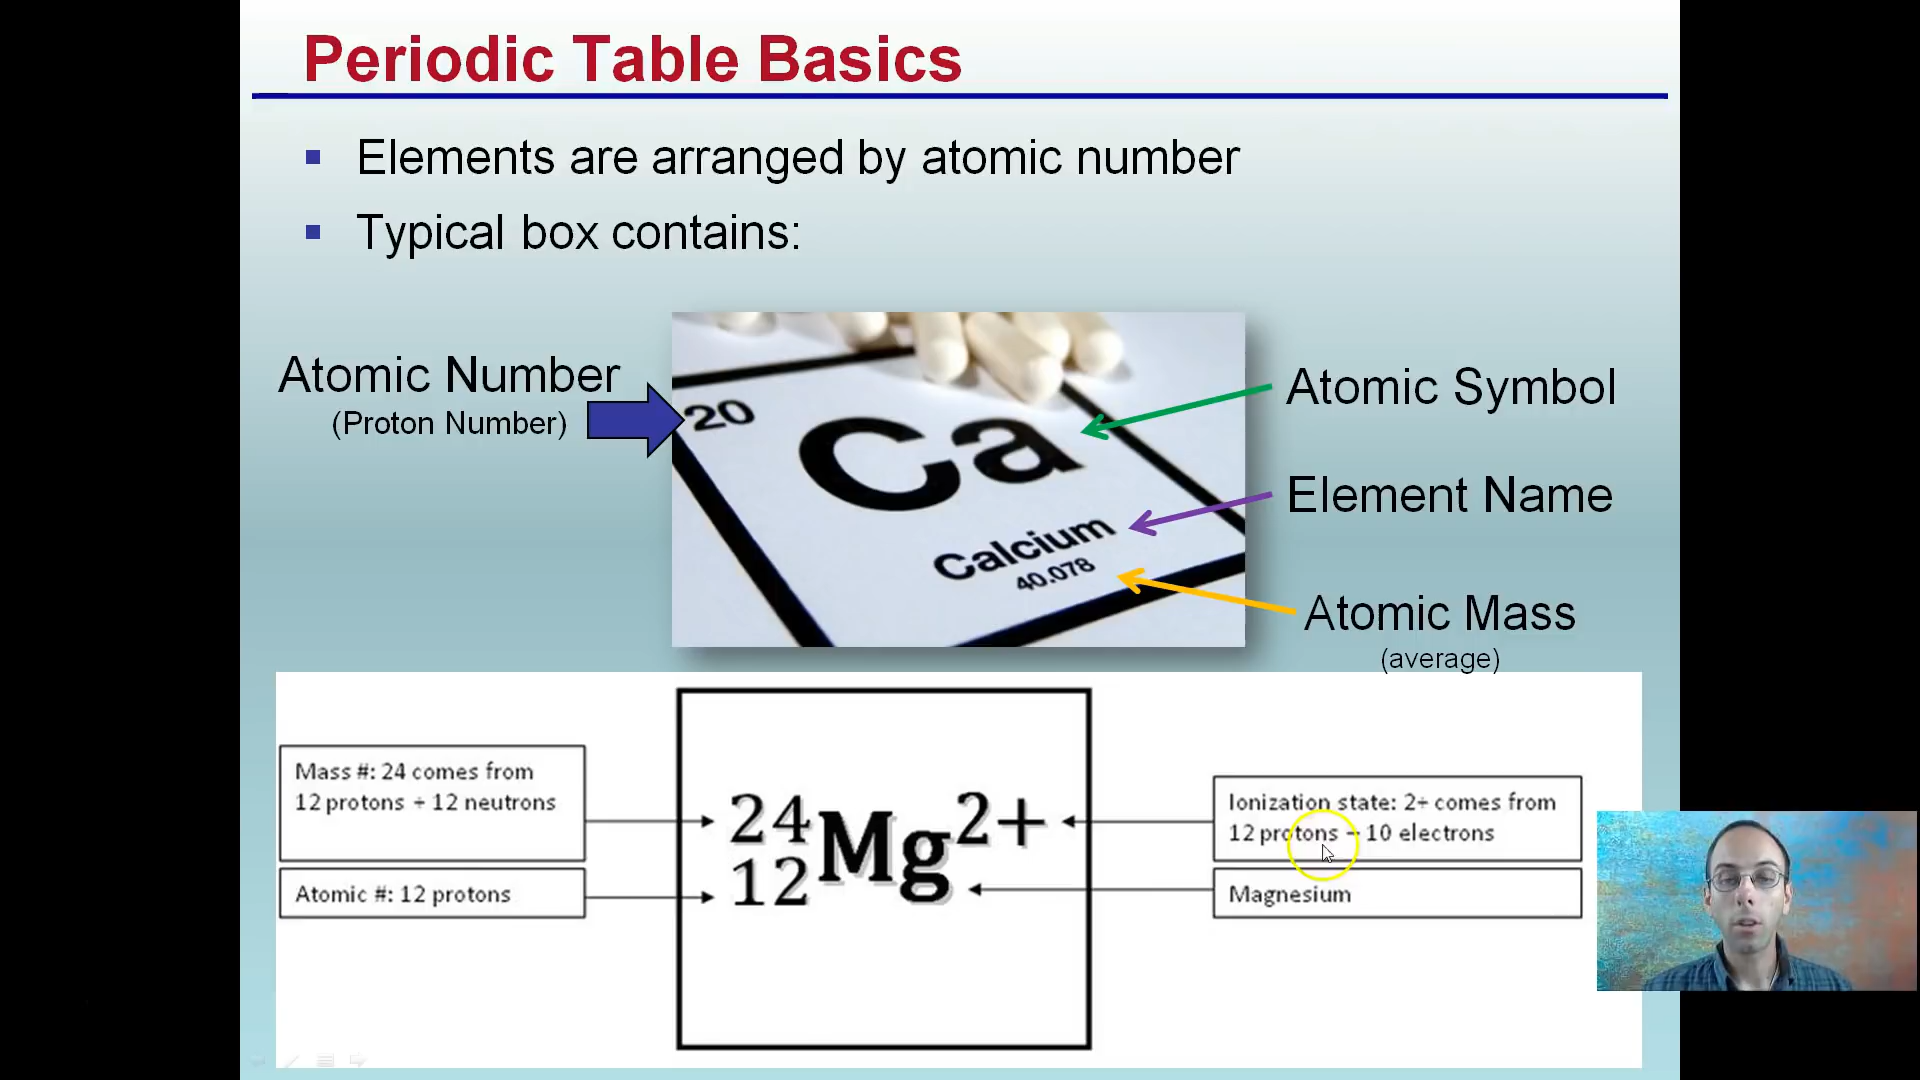 Periodic Table Basics
Elements are arranged by atomic number
Typical box contains:
Atomic Number
(Proton Number)
20
Ca
Calcium
40.078
Atomic Symbol
Element Name
Atomic Mass
(average)
Mass #: 24 comes from
12 protons + 12 neutrons
Atomic #: 12 protons
24
12
Mg
2+
Ionization state: 2+ comes from
12 protons - 10 electrons
Magnesium